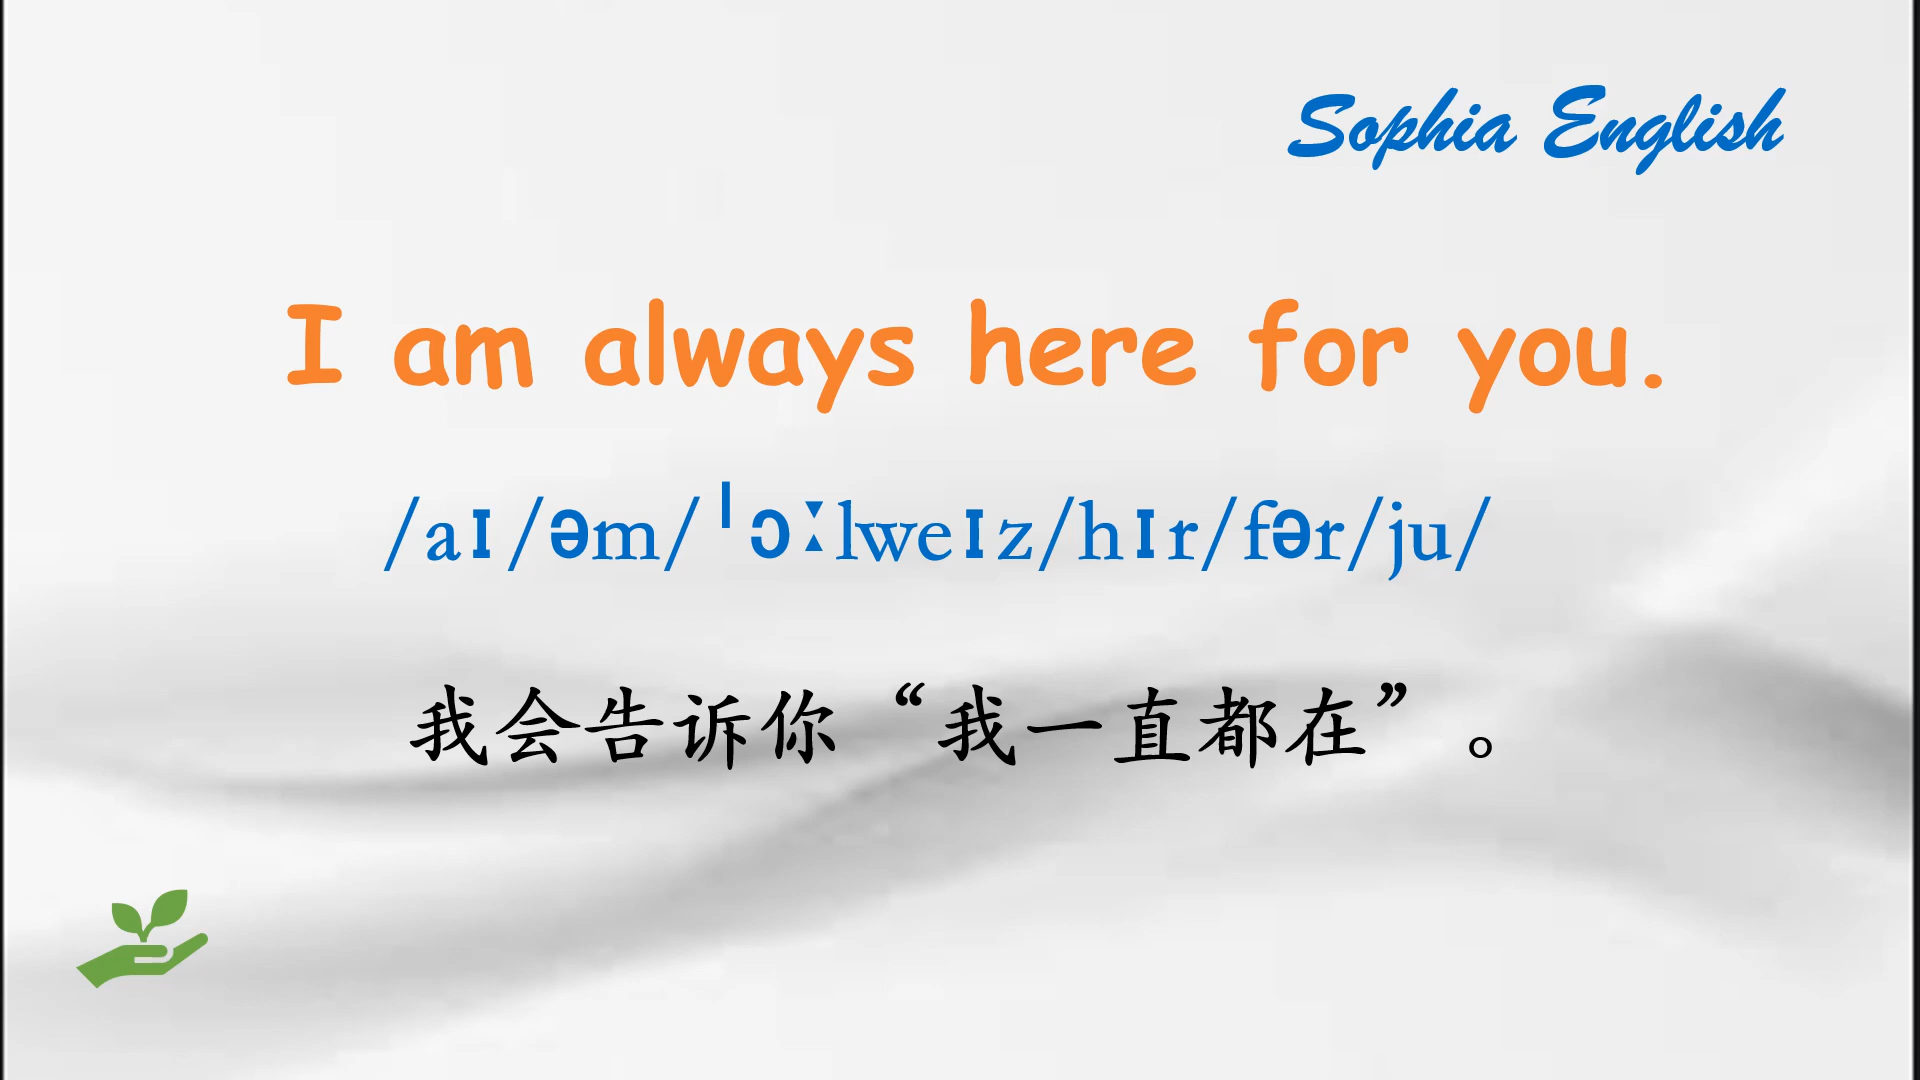 Sophia English
I am always here for you.
/aɪ/əm/ˈɔːlweɪz/hɪr/fər/ju/
我会告诉你“我一直都在”。